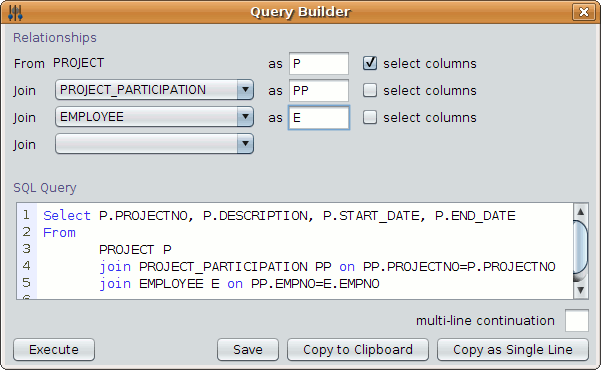 Query Builder
Relationships
From PROJECT as P select columns
Join PROJECT_PARTICIPATION as PP select columns
Join EMPLOYEE as E select columns
Join
SQL Query
1 Select P.PROJECTNO, P.DESCRIPTION, P.START_DATE, P.END_DATE
2 From
3 PROJECT P
4 join PROJECT_PARTICIPATION PP on PP.PROJECTNO=P.PROJECTNO
5 join EMPLOYEE E on PP.EMPNO=E.EMPNO
6
multi-line continuation
Execute Save Copy to Clipboard Copy as Single Line